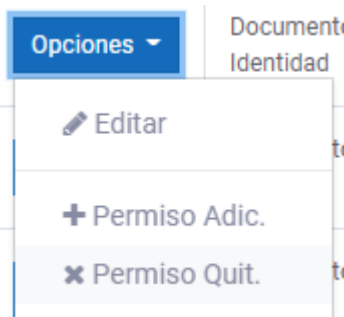 Opciones
Documento
Identidad
Editar
Permiso Adic.
Permiso Quit.